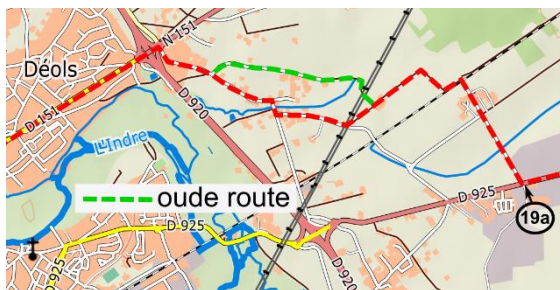 N 151
Déols
D 151
D 920
L'Indre
oude route
D 925
D 925
19a
D 925
D 920